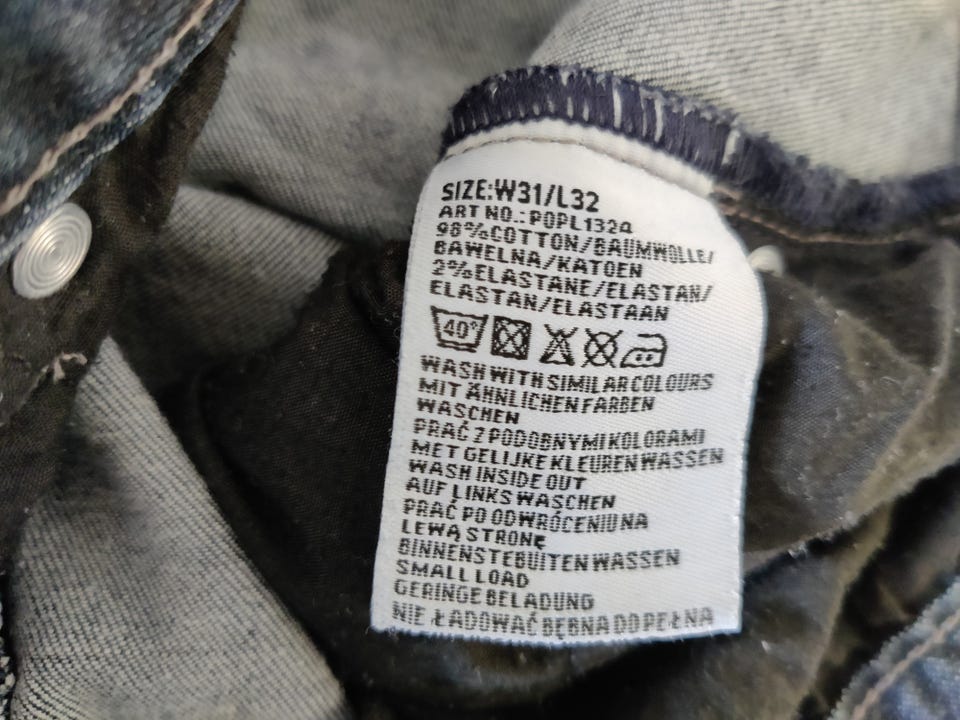 SIZE:W31/L32
ART NO.: POPL132A
98%COTTON/BAUMWOLLE/
BAWEŁNA/KATOEN
2%ELASTANE/ELASTAN/
ELASTAN/ELASTAAN
40°
WASH WITH SIMILAR COLOURS
MIT ÄHNLICHEN FARBEN
WASCHEN
PRAĆ Z PODOBNYMI KOLORAMI
MET GELIJKE KLEUREN WASSEN
WASH INSIDE OUT
AUF LINKS WASCHEN
PRAĆ PO ODWRÓCENIU NA
LEWĄ STRONĘ
BINNENSTEBUITEN WASSEN
SMALL LOAD
GERINGE BELADUNG
NIE ŁADOWAĆ BĘBNA DO PEŁNA